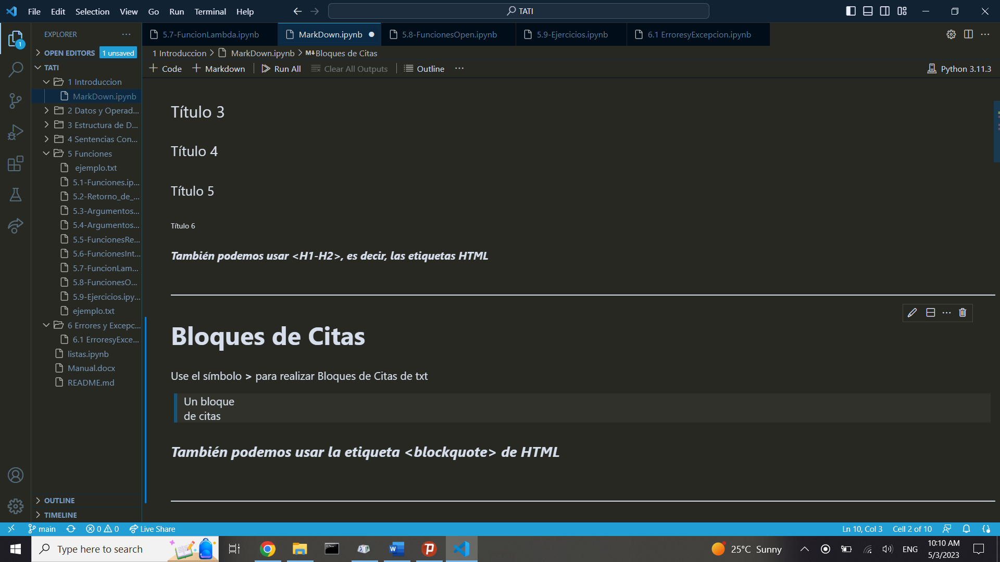 File Edit Selection View Go Run Terminal Help
TATI
EXPLORER
OPEN EDITORS 1 unsaved
TATI
1 Introduccion
MarkDown.ipynb
2 Datos y Operad...
3 Estructura de D...
4 Sentencias Con...
5 Funciones
ejemplo.txt
5.1-Funciones.ip...
5.2-Retorno_de_...
5.3-Argumentos...
5.4-Argumentos...
5.5-FuncionesRe...
5.6-FuncionesInt...
5.7-FuncionLam...
5.8-FuncionesO...
5.9-Ejercicios.ipy...
ejemplo.txt
6 Errores y Excepc...
6.1 ErroresyExce...
listas.ipynb
Manual.docx
README.md
OUTLINE
TIMELINE
5.7-FuncionLambda.ipynb MarkDown.ipynb 5.8-FuncionesOpen.ipynb 5.9-Ejercicios.ipynb 6.1 ErroresyExcepcion.ipynb
1 Introduccion > MarkDown.ipynb > M↓Bloques de Citas
+ Code + Markdown Run All Clear All Outputs Outline ... Python 3.11.3
Título 3
Título 4
Título 5
Título 6
También podemos usar <H1-H2>, es decir, las etiquetas HTML
Bloques de Citas
Use el símbolo > para realizar Bloques de Citas de txt
Un bloque
de citas
También podemos usar la etiqueta <blockquote> de HTML
main 0 0 Live Share Ln 10, Col 3 Cell 2 of 10
Type here to search 25°C Sunny ENG 10:10 AM
5/3/2023